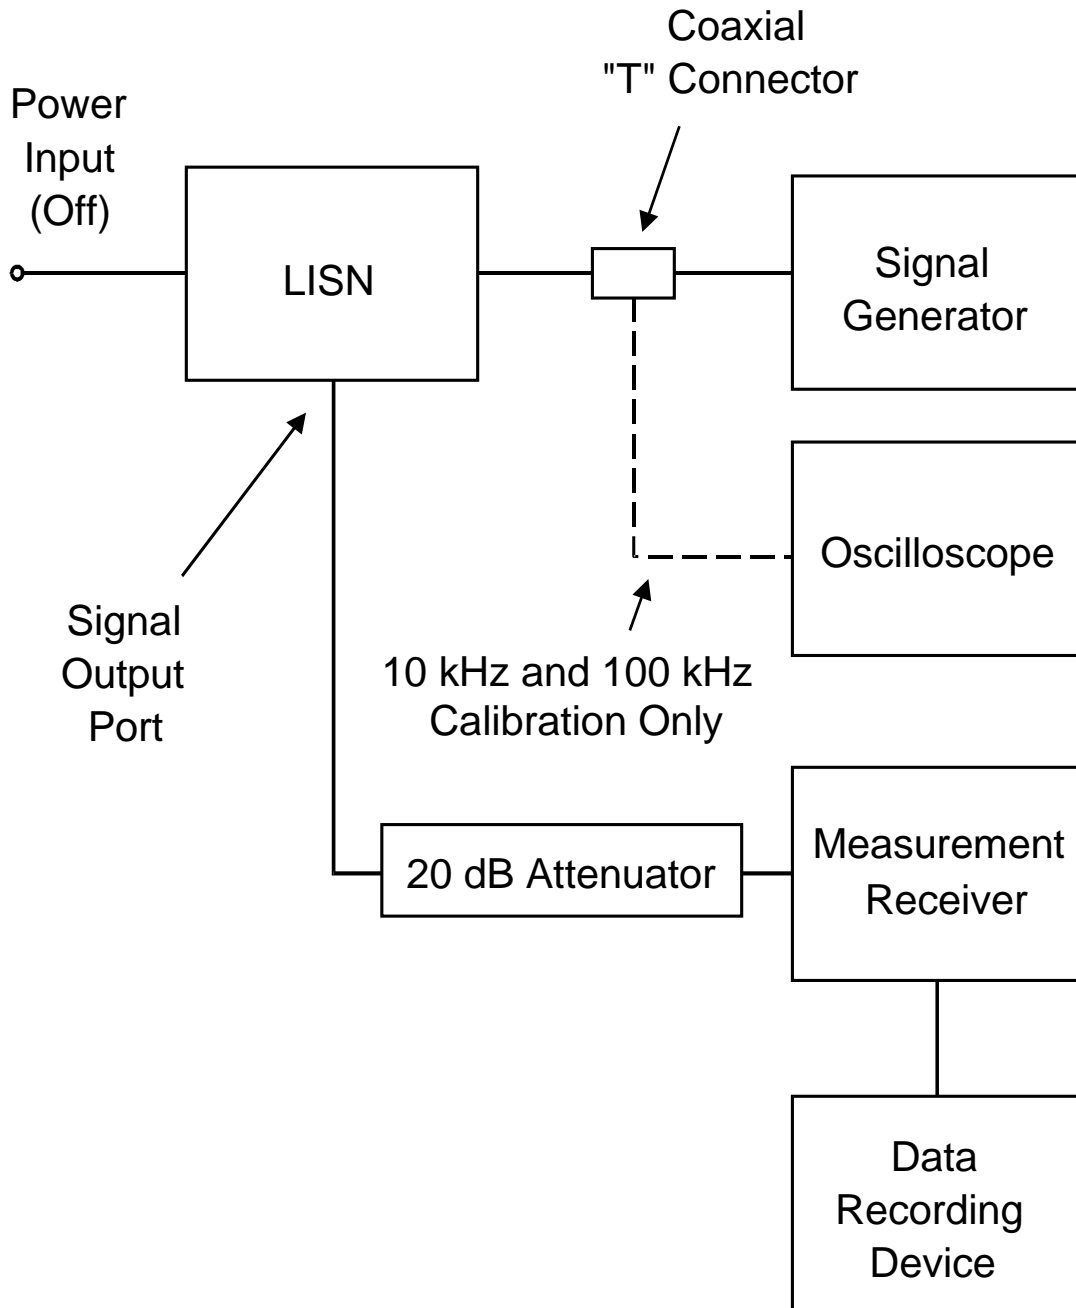 Coaxial
"T" Connector
Power
Input
(Off)
LISN
Signal
Generator
Oscilloscope
Signal
Output
Port
10 kHz and 100 kHz
Calibration Only
20 dB Attenuator
Measurement
Receiver
Data
Recording
Device